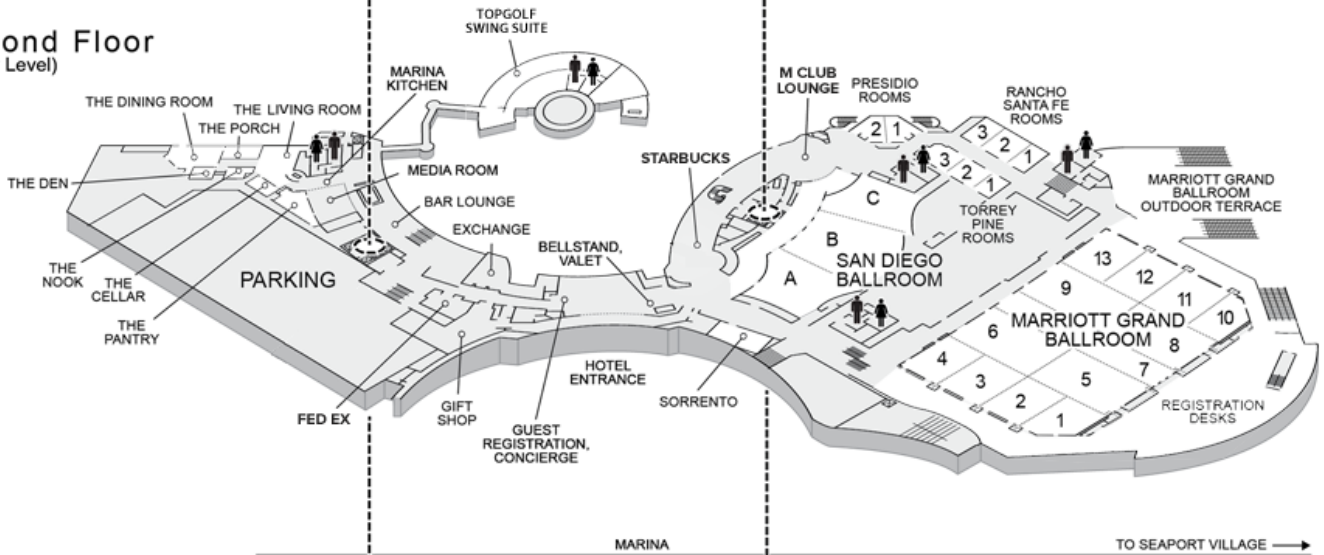 ond Floor
Level)
TOPGOLF
SWING SUITE
MARINA
KITCHEN
M CLUB
LOUNGE
PRESIDIO
ROOMS
RANCHO
SANTA FE
ROOMS
THE DINING ROOM
THE LIVING ROOM
THE PORCH
2 1
3
2
1
STARBUCKS
3
2
1
THE DEN
MEDIA ROOM
MARRIOTT GRAND
BALLROOM
OUTDOOR TERRACE
BAR LOUNGE
C
TORREY
PINE
ROOMS
EXCHANGE
BELLSTAND,
VALET
B
SAN DIEGO
BALLROOM
A
THE
NOOK
THE
CELLAR
THE
PANTRY
PARKING
13
12
11
10
9
MARRIOTT GRAND
BALLROOM
6
8
4
3
5
7
2
1
HOTEL
ENTRANCE
SORRENTO
REGISTRATION
DESKS
FED EX
GIFT
SHOP
GUEST
REGISTRATION,
CONCIERGE
MARINA
TO SEAPORT VILLAGE